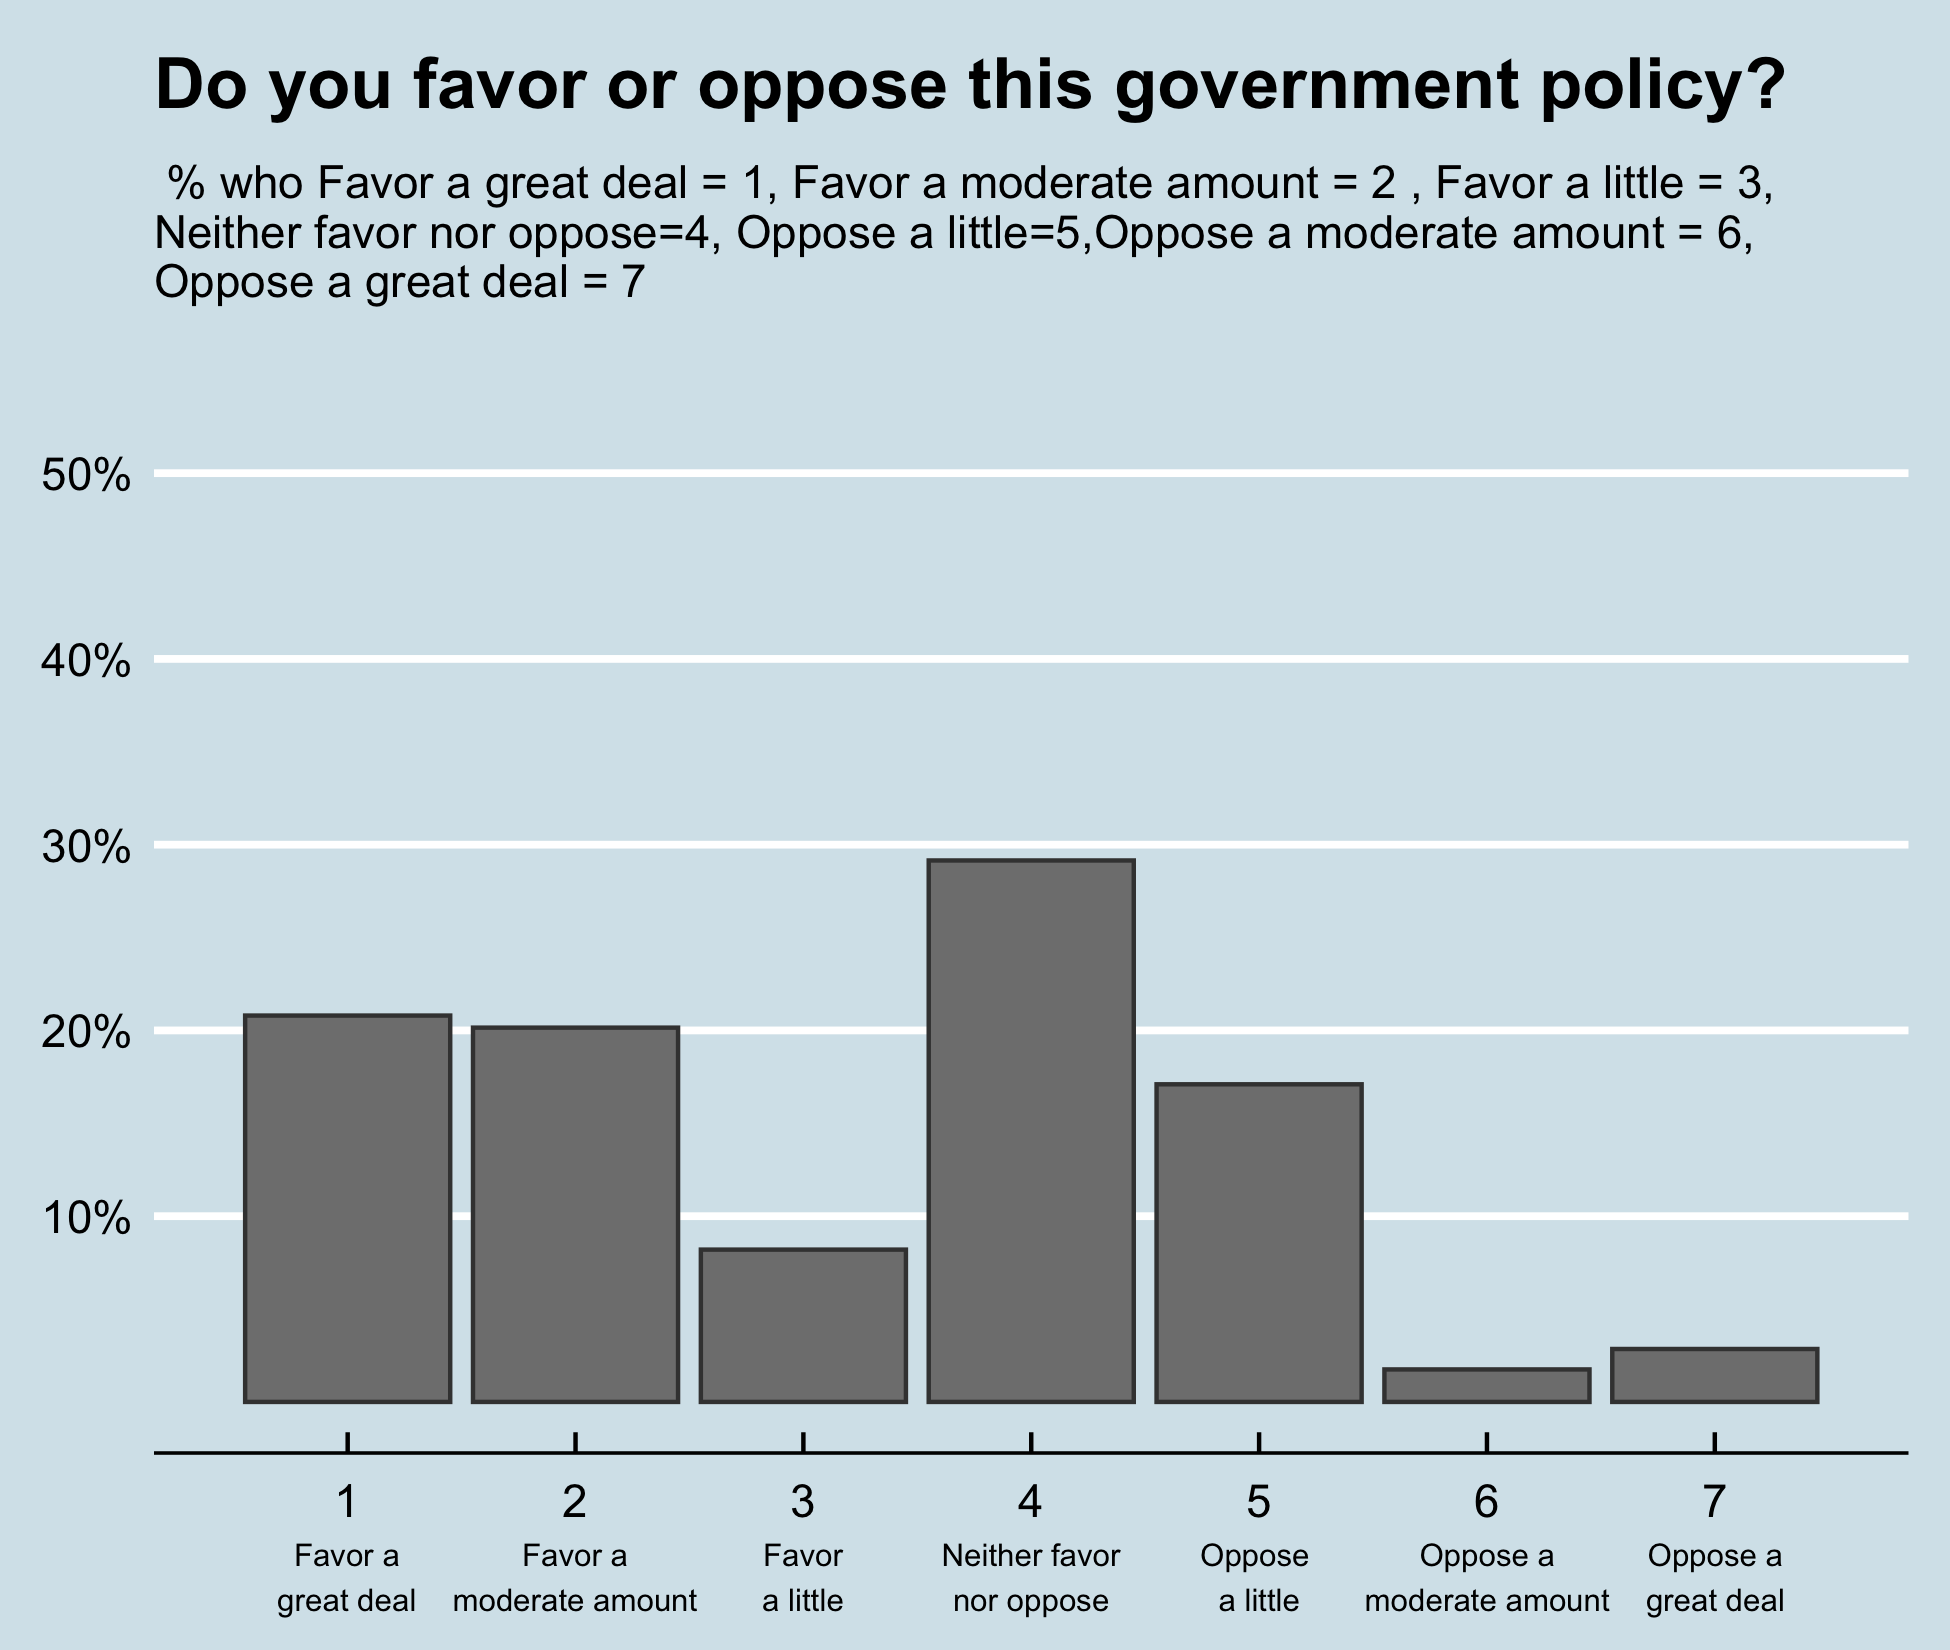 Do you favor or oppose this government policy?
% who Favor a great deal = 1, Favor a moderate amount = 2 , Favor a little = 3,
Neither favor nor oppose=4, Oppose a little=5,Oppose a moderate amount = 6,
Oppose a great deal = 7
50%
40%
30%
20%
10%
1 2 3 4 5 6 7
Favor a Favor a Favor Neither favor Oppose Oppose a Oppose a
great deal moderate amount a little nor oppose a little moderate amount great deal